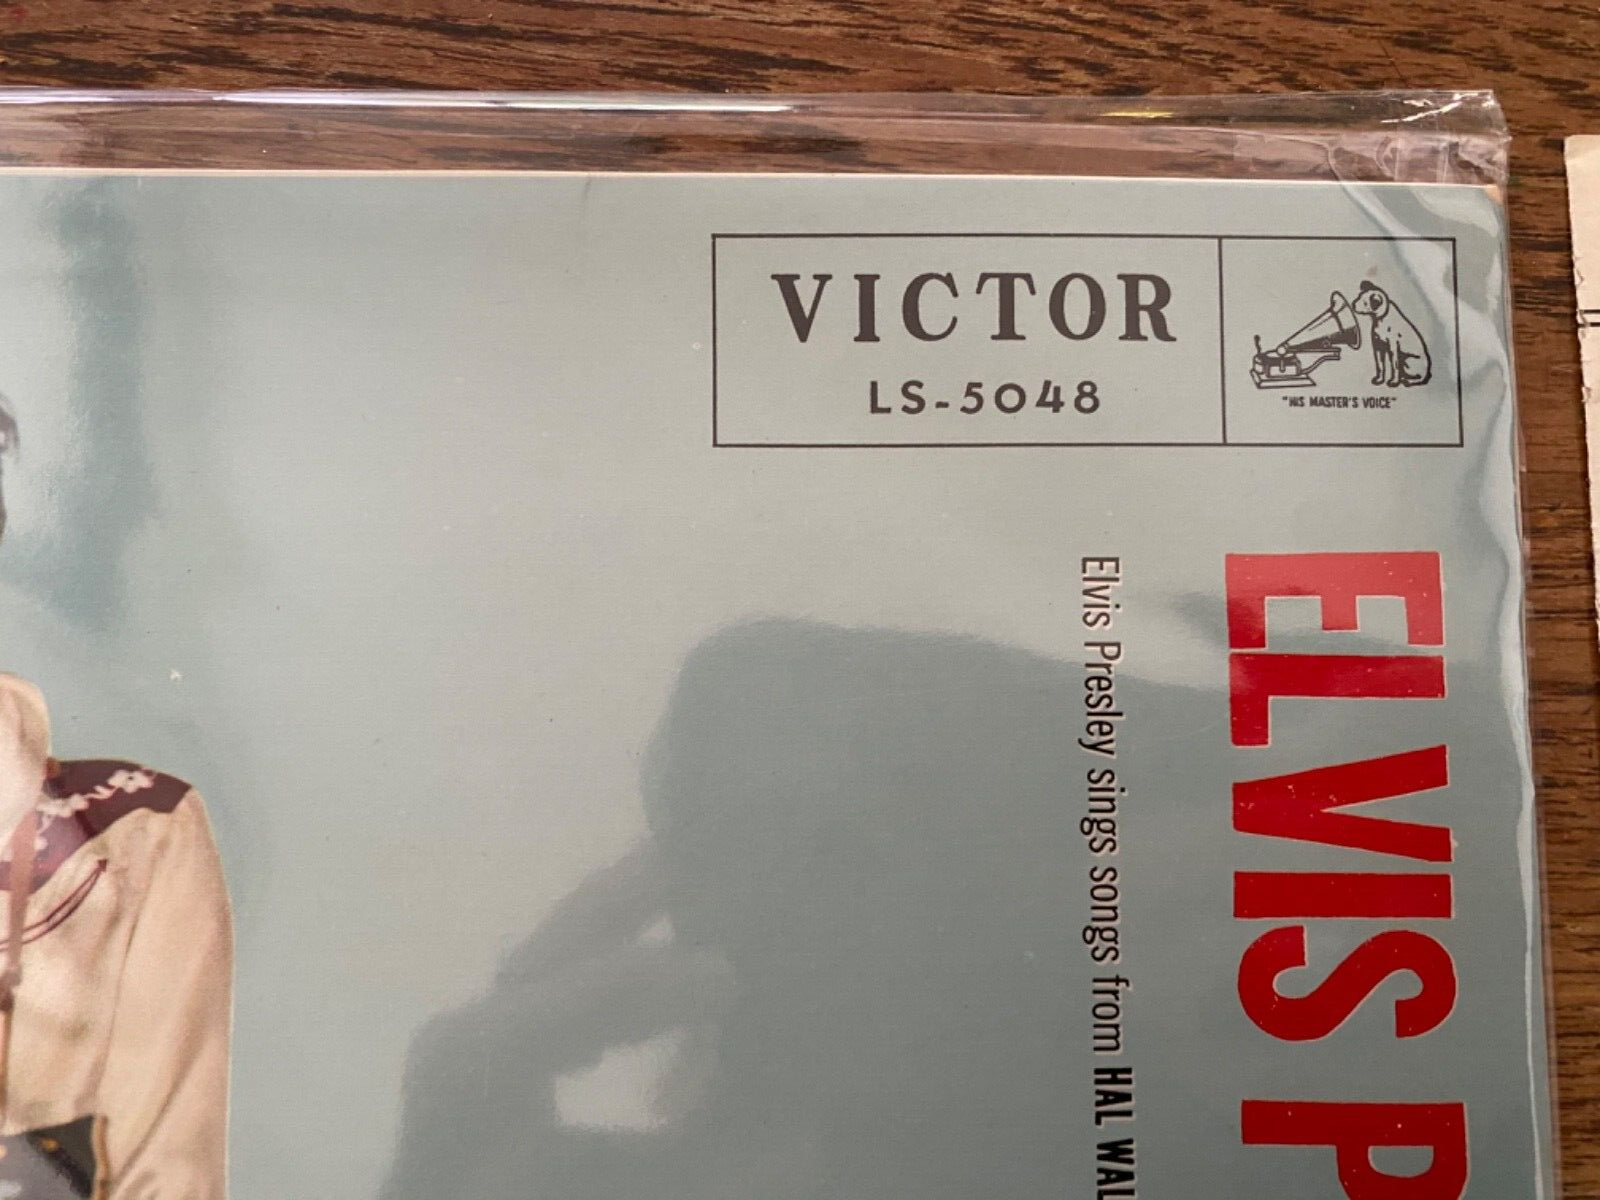 VICTOR
LS-5048
"HIS MASTER'S VOICE"
ELVIS P
Elvis Presley sings songs from HAL WAL